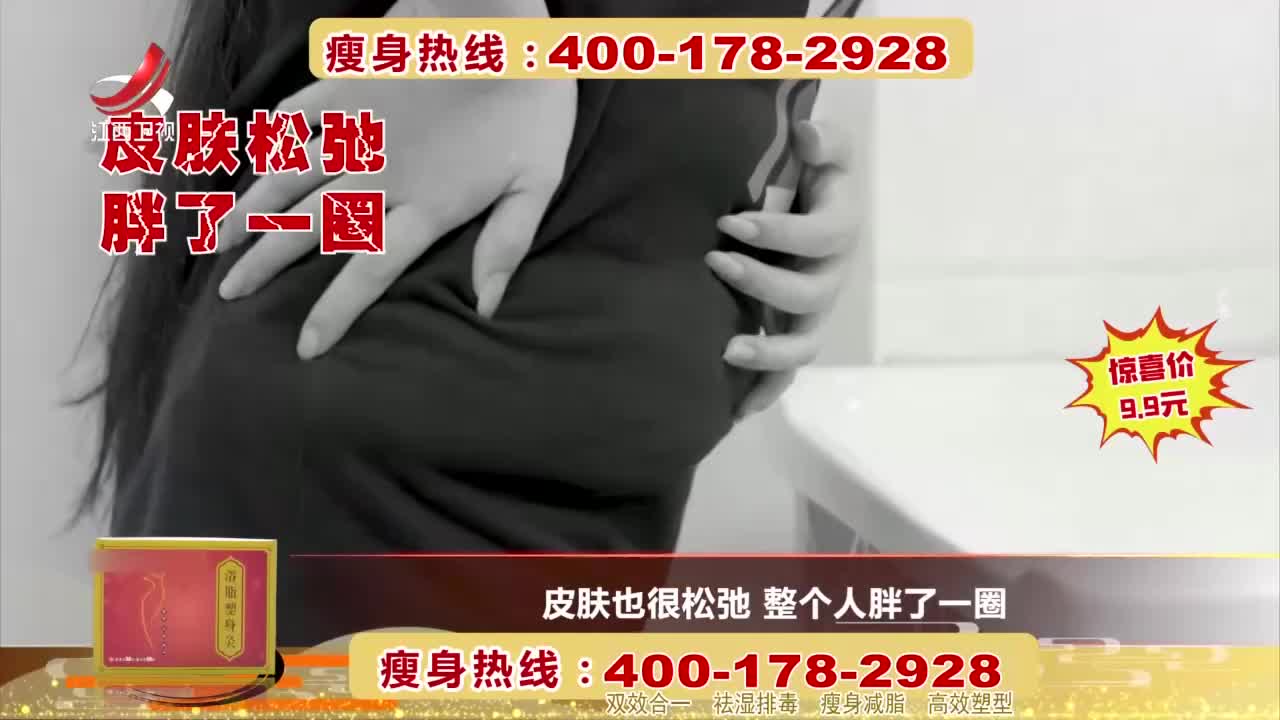 瘦身热线：400-178-2928
江西卫视
皮肤松弛
胖了一圈
惊喜价
9.9元
消脂塑身灸
皮肤也很松弛 整个人胖了一圈
瘦身热线：400-178-2928
双效合一 祛湿排毒 瘦身减脂 高效塑型